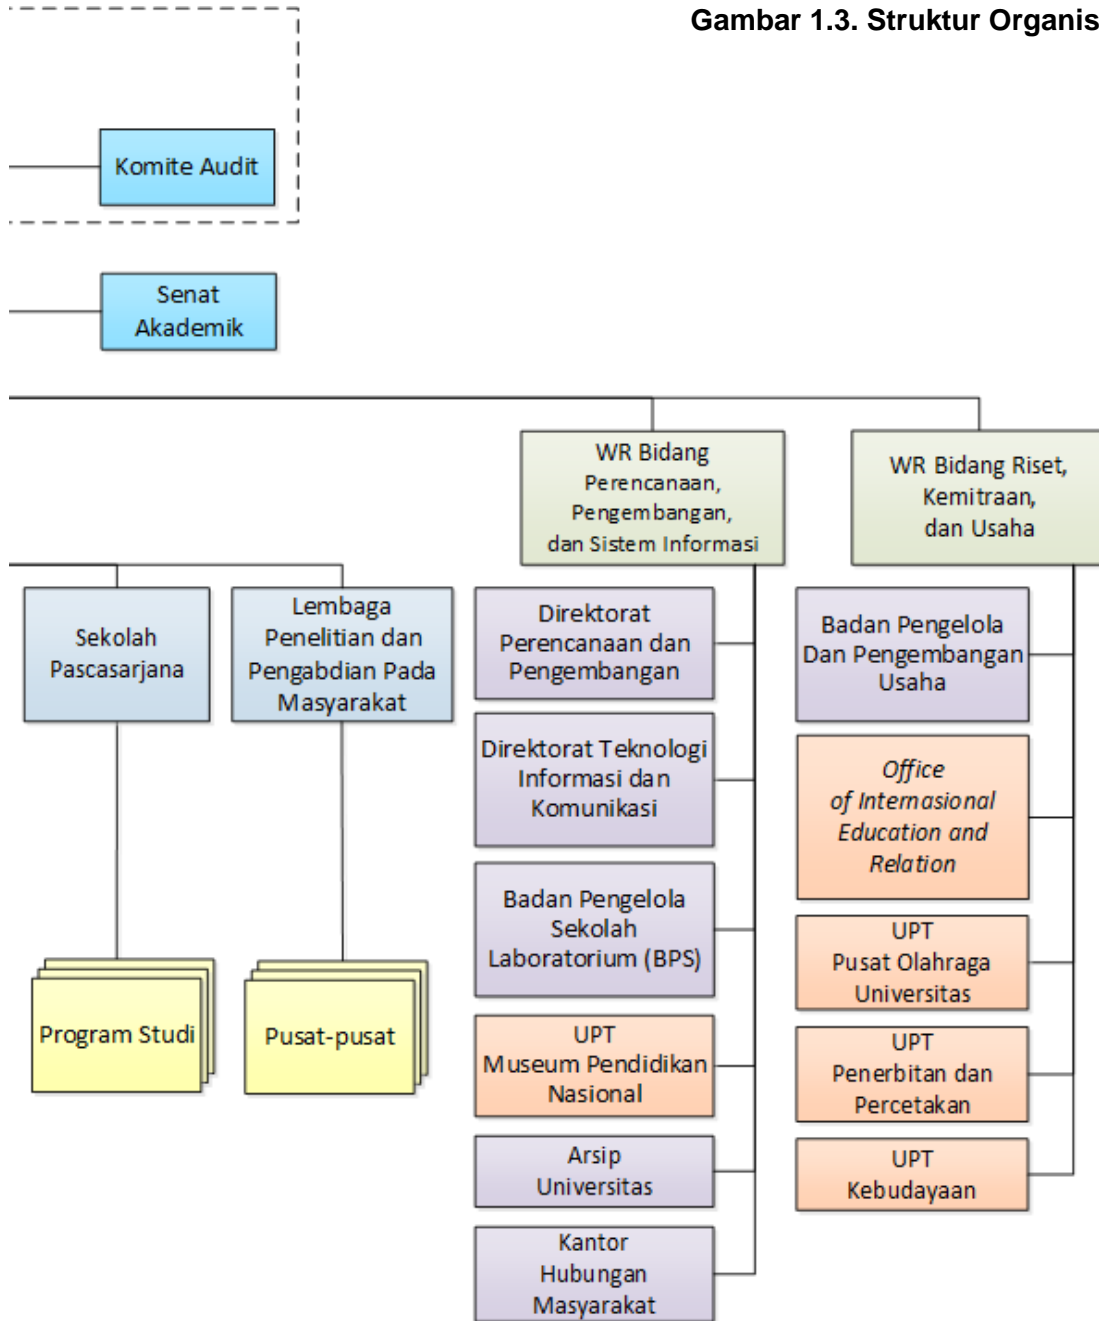 Gambar 1.3. Struktur Organis
Komite Audit
Senat
Akademik
WR Bidang
Perencanaan,
Pengembangan,
dan Sistem Informasi
WR Bidang Riset,
Kemitraan,
dan Usaha
Sekolah
Pascasarjana
Lembaga
Penelitian dan
Pengabdian Pada
Masyarakat
Direktorat
Perencanaan dan
Pengembangan
Badan Pengelola
Dan Pengembangan
Usaha
Direktorat Teknologi
Informasi dan
Komunikasi
Office
of Internasional
Education and
Relation
Badan Pengelola
Sekolah
Laboratorium (BPS)
UPT
Pusat Olahraga
Universitas
Program Studi
Pusat-pusat
UPT
Museum Pendidikan
Nasional
UPT
Penerbitan dan
Percetakan
Arsip
Universitas
UPT
Kebudayaan
Kantor
Hubungan
Masyarakat